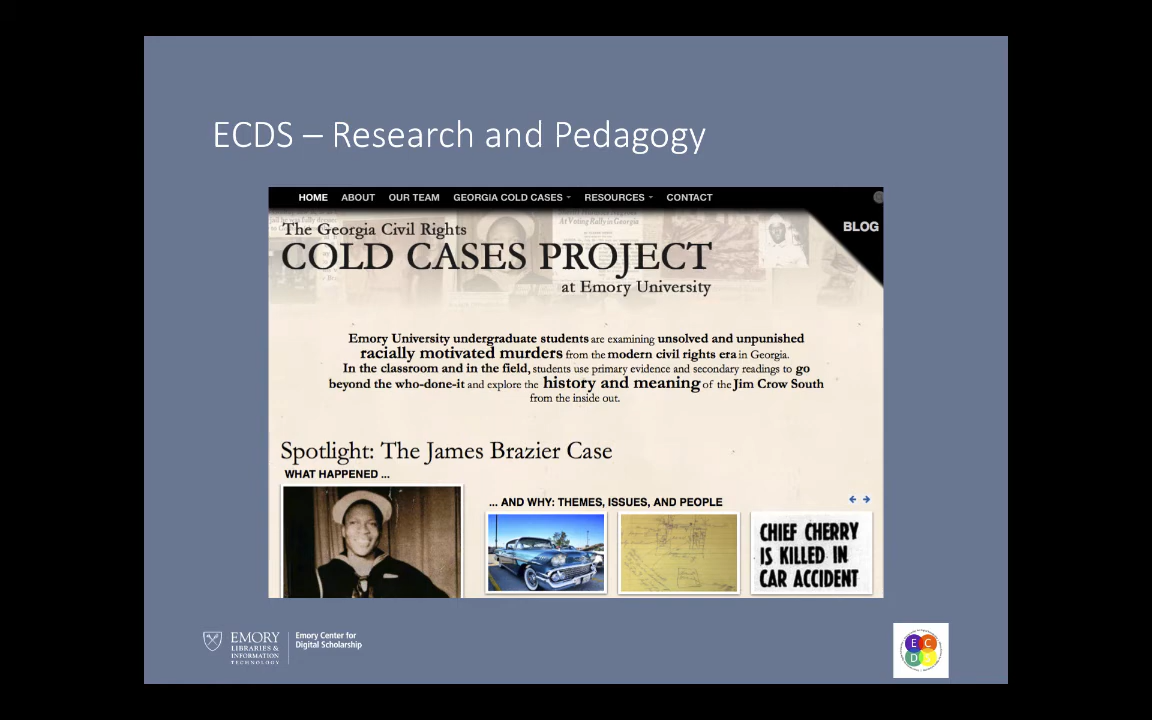 ECDS – Research and Pedagogy
HOME ABOUT OUR TEAM GEORGIA COLD CASES RESOURCES CONTACT
At Voting Rally in Georgia
BLOG
The Georgia Civil Rights
COLD CASES PROJECT
at Emory University
Emory University undergraduate students are examining unsolved and unpunished
racially motivated murders from the modern civil rights era in Georgia.
In the classroom and in the field, students use primary evidence and secondary readings to go
beyond the who-done-it and explore the history and meaning of the Jim Crow South
from the inside out.
Spotlight: The James Brazier Case
WHAT HAPPENED ...
... AND WHY: THEMES, ISSUES, AND PEOPLE
CHIEF CHERRY
IS KILLED IN
CAR ACCIDENT
EMORY
LIBRARIES &
INFORMATION
TECHNOLOGY
Emory Center for
Digital Scholarship
E C
D S